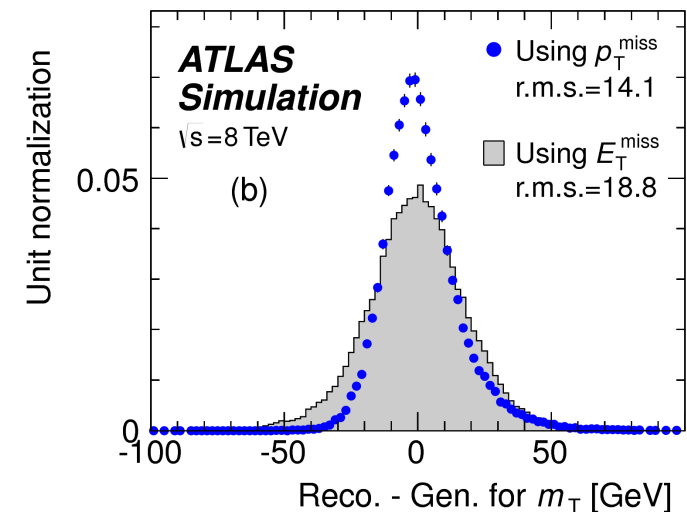 ATLAS
Simulation
√s=8 TeV
(b)
Using p_T^miss
r.m.s.=14.1
Using E_T^miss
r.m.s.=18.8
Unit normalization
0.05
0
-100 -50 0 50
Reco. - Gen. for m_T [GeV]